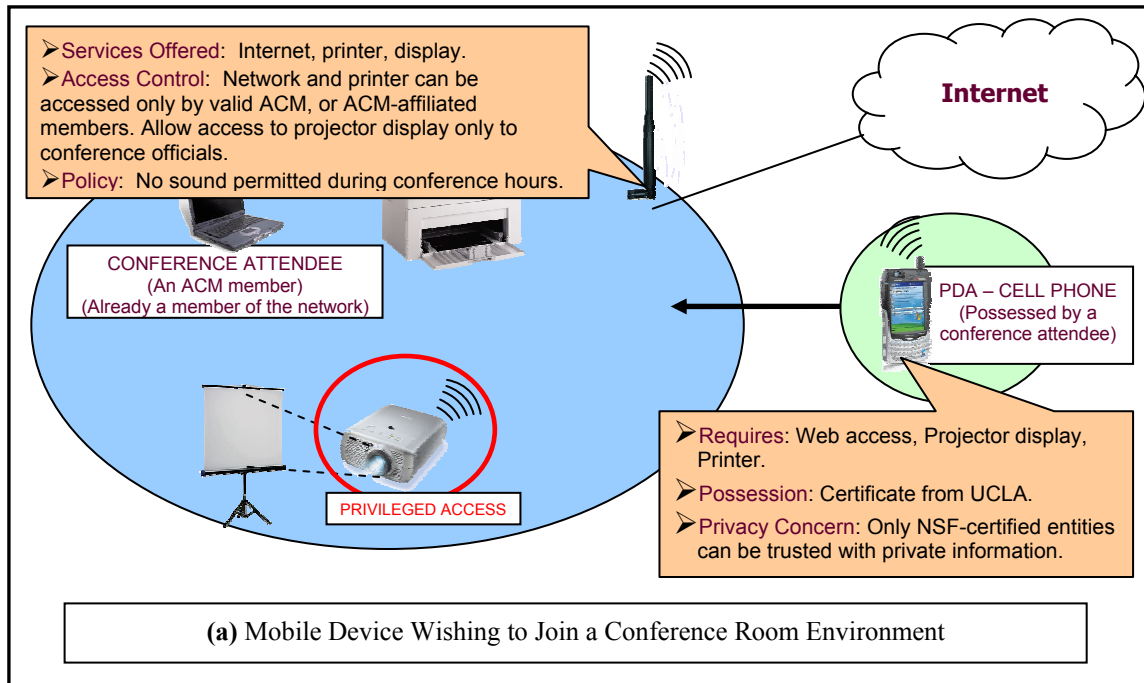 ➢Services Offered: Internet, printer, display.
➢Access Control: Network and printer can be
accessed only by valid ACM, or ACM-affiliated
members. Allow access to projector display only to
conference officials.
➢Policy: No sound permitted during conference hours.
Internet
CONFERENCE ATTENDEE
(An ACM member)
(Already a member of the network)
PDA – CELL PHONE
(Possessed by a
conference attendee)
PRIVILEGED ACCESS
➢Requires: Web access, Projector display,
Printer.
➢Possession: Certificate from UCLA.
➢Privacy Concern: Only NSF-certified entities
can be trusted with private information.
(a) Mobile Device Wishing to Join a Conference Room Environment